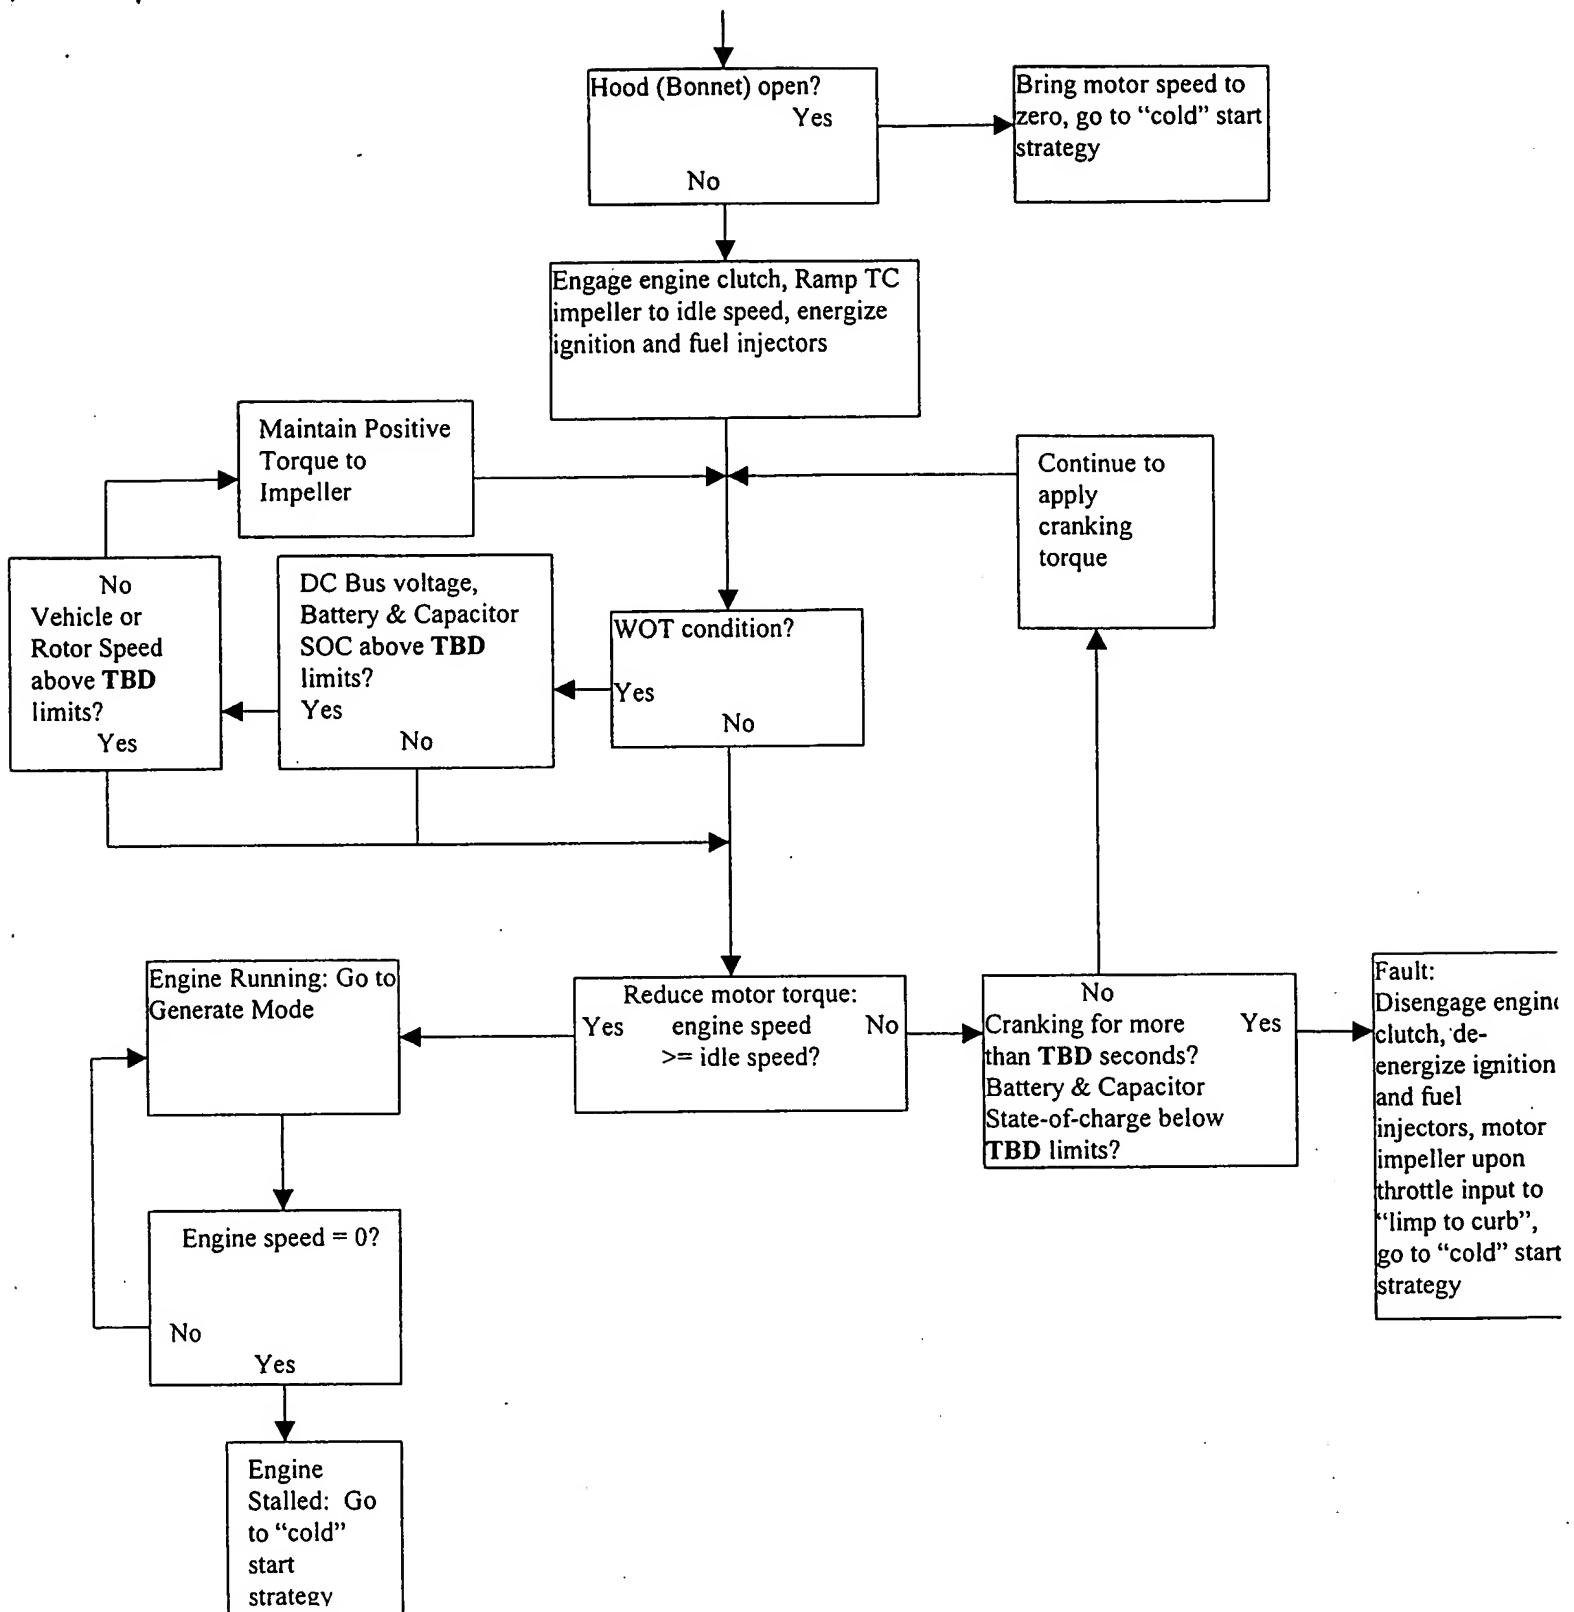 Hood (Bonnet) open?
Yes
No
Bring motor speed to
zero, go to “cold” start
strategy
Engage engine clutch, Ramp TC
impeller to idle speed, energize
ignition and fuel injectors
Maintain Positive
Torque to
Impeller
Continue to
apply
cranking
torque
No
Vehicle or
Rotor Speed
above TBD
limits?
Yes
DC Bus voltage,
Battery & Capacitor
SOC above TBD
limits?
Yes
No
WOT condition?
Yes
No
Engine Running: Go to
Generate Mode
Reduce motor torque:
Yes engine speed No
>= idle speed?
No
Cranking for more Yes
than TBD seconds?
Battery & Capacitor
State-of-charge below
TBD limits?
Fault:
Disengage engine
clutch, de-
energize ignition
and fuel
injectors, motor
impeller upon
throttle input to
“limp to curb”,
go to “cold” start
strategy
Engine speed = 0?
No
Yes
Engine
Stalled: Go
to “cold”
start
strategy